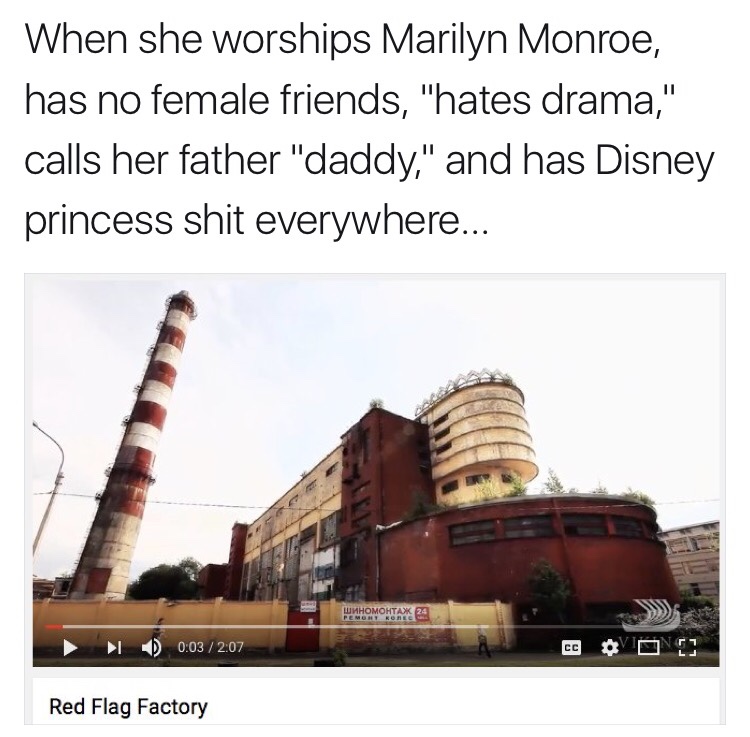 When she worships Marilyn Monroe,
has no female friends, "hates drama,"
calls her father "daddy," and has Disney
princess shit everywhere...
ШИНОМОНТАЖ 24
РЕМОНТ КОЛЕС
0:03 / 2:07
CC
VIKING
Red Flag Factory